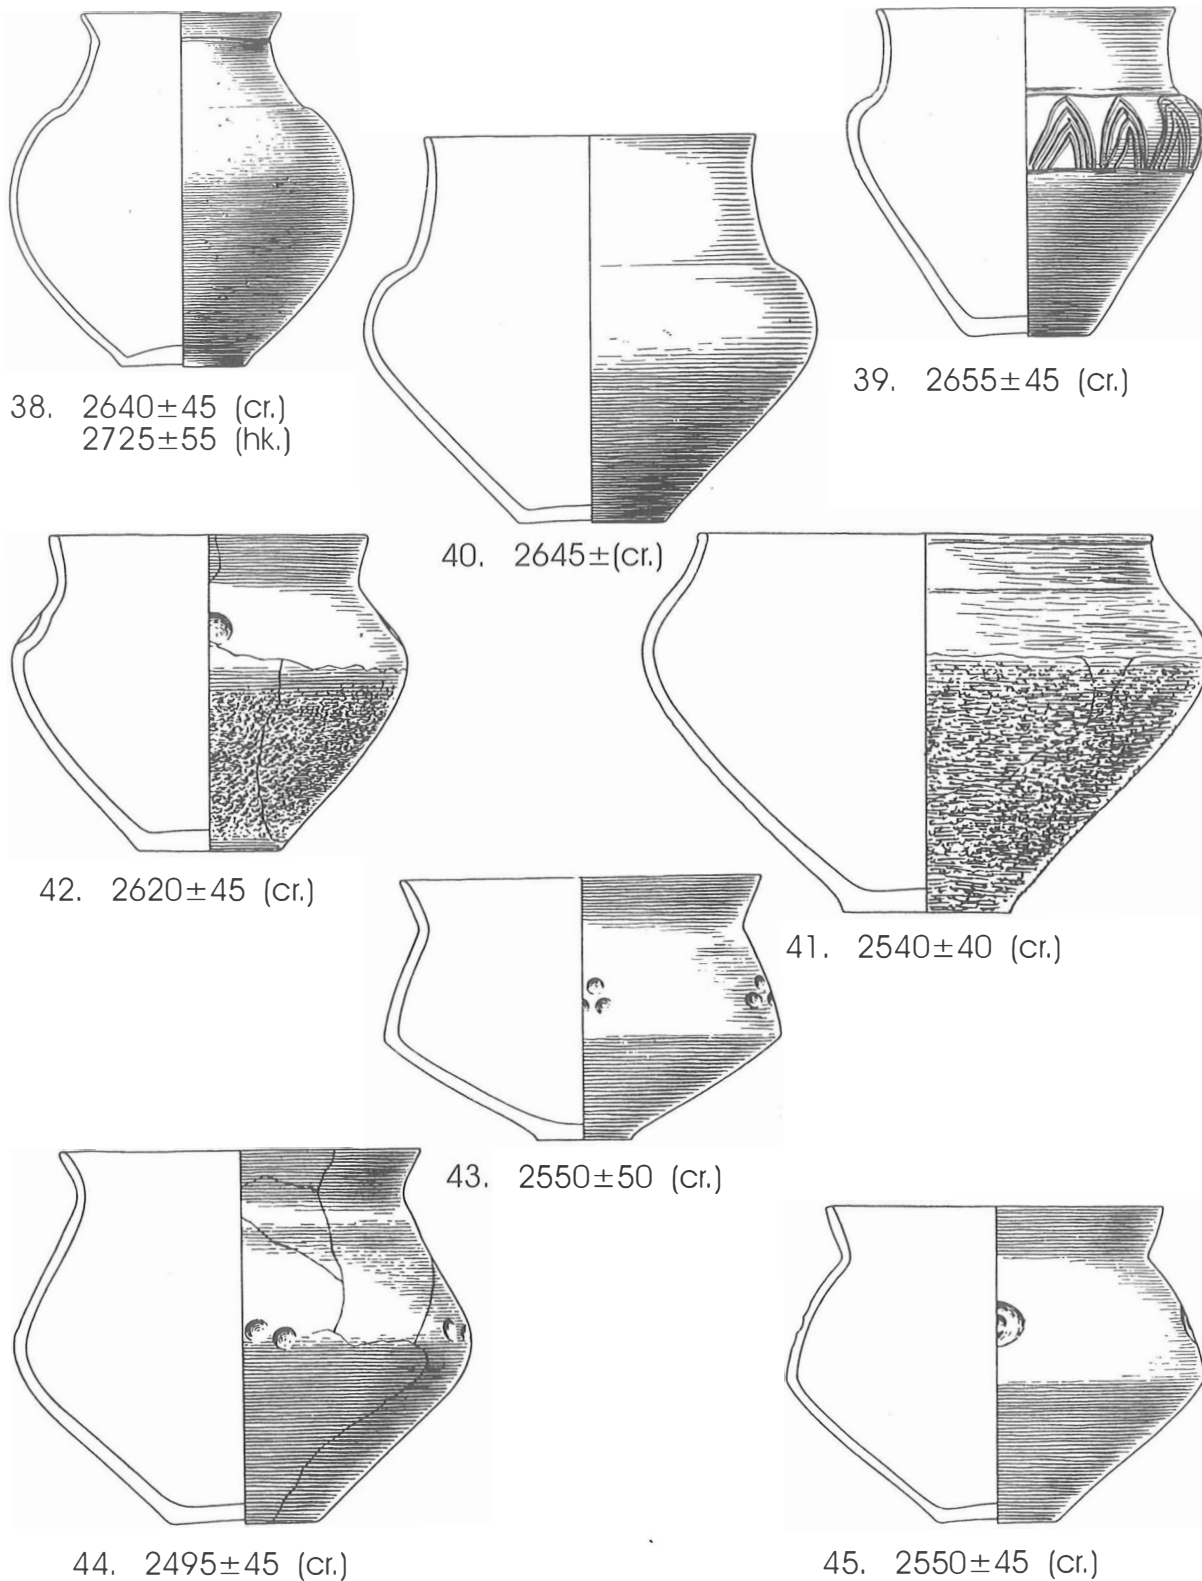 38. 2640±45 (cr.)
2725±55 (hk.)
39. 2655±45 (cr.)
40. 2645±(cr.)
42. 2620±45 (cr.)
41. 2540±40 (cr.)
43. 2550±50 (cr.)
44. 2495±45 (cr.)
45. 2550±45 (cr.)